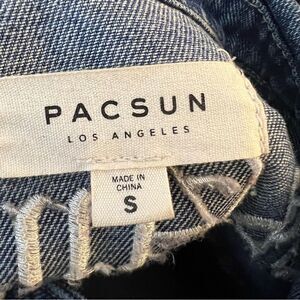 PACSUN
LOS ANGELES
MADE IN
CHINA
S